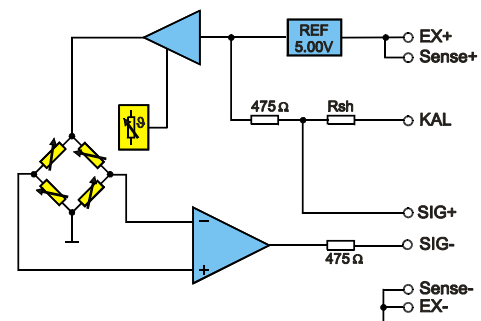 REF
5.00V
EX+
Sense+
ϑ
475 Ω
Rsh
KAL
SIG+
−
SIG-
+
475 Ω
Sense-
EX-